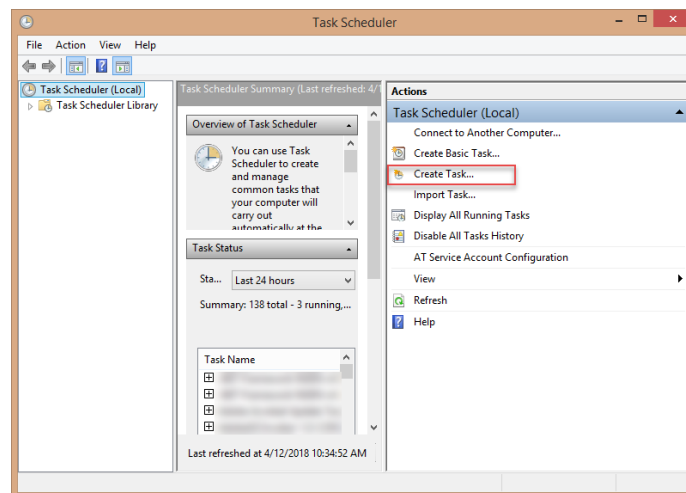 Task Scheduler
File Action View Help
Task Scheduler (Local)
Task Scheduler Library
Task Scheduler Summary (Last refreshed: 4/1
Overview of Task Scheduler
You can use Task
Scheduler to create
and manage
common tasks that
your computer will
carry out
automatically at the
Task Status
Sta... Last 24 hours
Summary: 138 total - 3 running,...
Task Name
Last refreshed at 4/12/2018 10:34:52 AM
Actions
Task Scheduler (Local)
Connect to Another Computer...
Create Basic Task...
Create Task...
Import Task...
Display All Running Tasks
Disable All Tasks History
AT Service Account Configuration
View
Refresh
Help